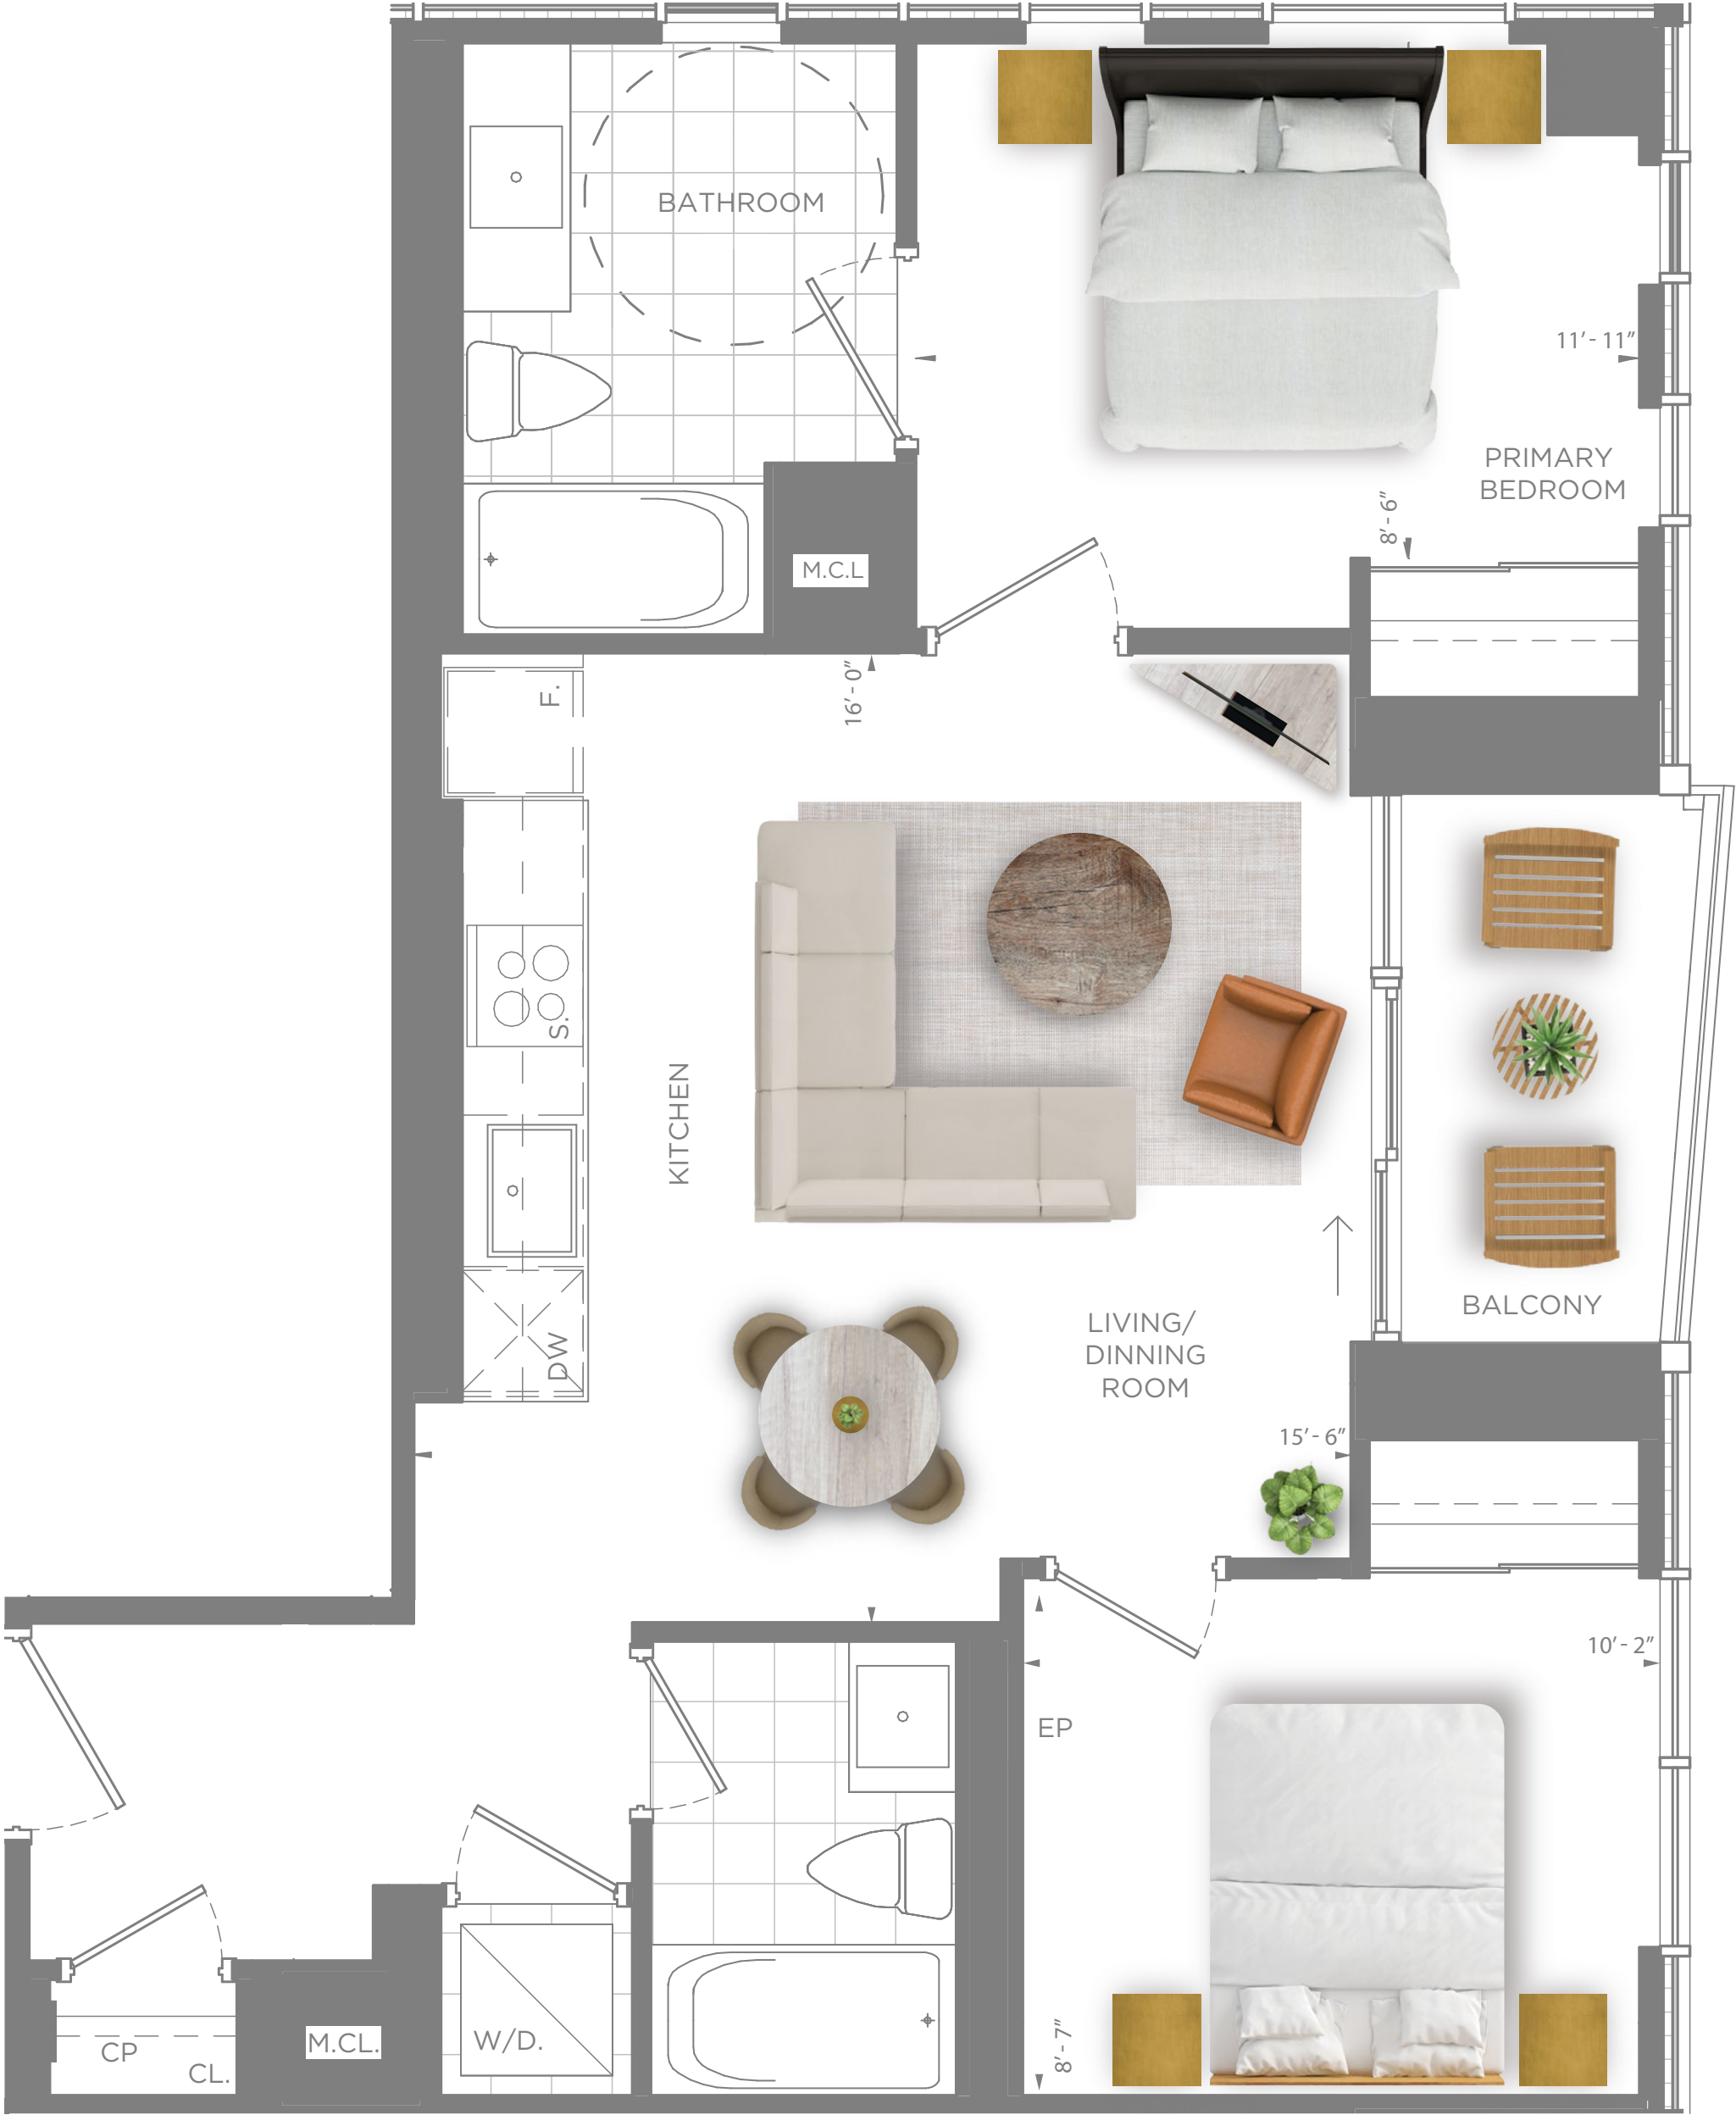 BATHROOM
11'- 11"
PRIMARY
BEDROOM
8'- 6"
M.C.L
F.
16'- 0"
S.
KITCHEN
DW
LIVING/
DINNING
ROOM
BALCONY
15'- 6"
10'- 2"
EP
8'- 7"
CP
CL.
M.CL.
W/D.